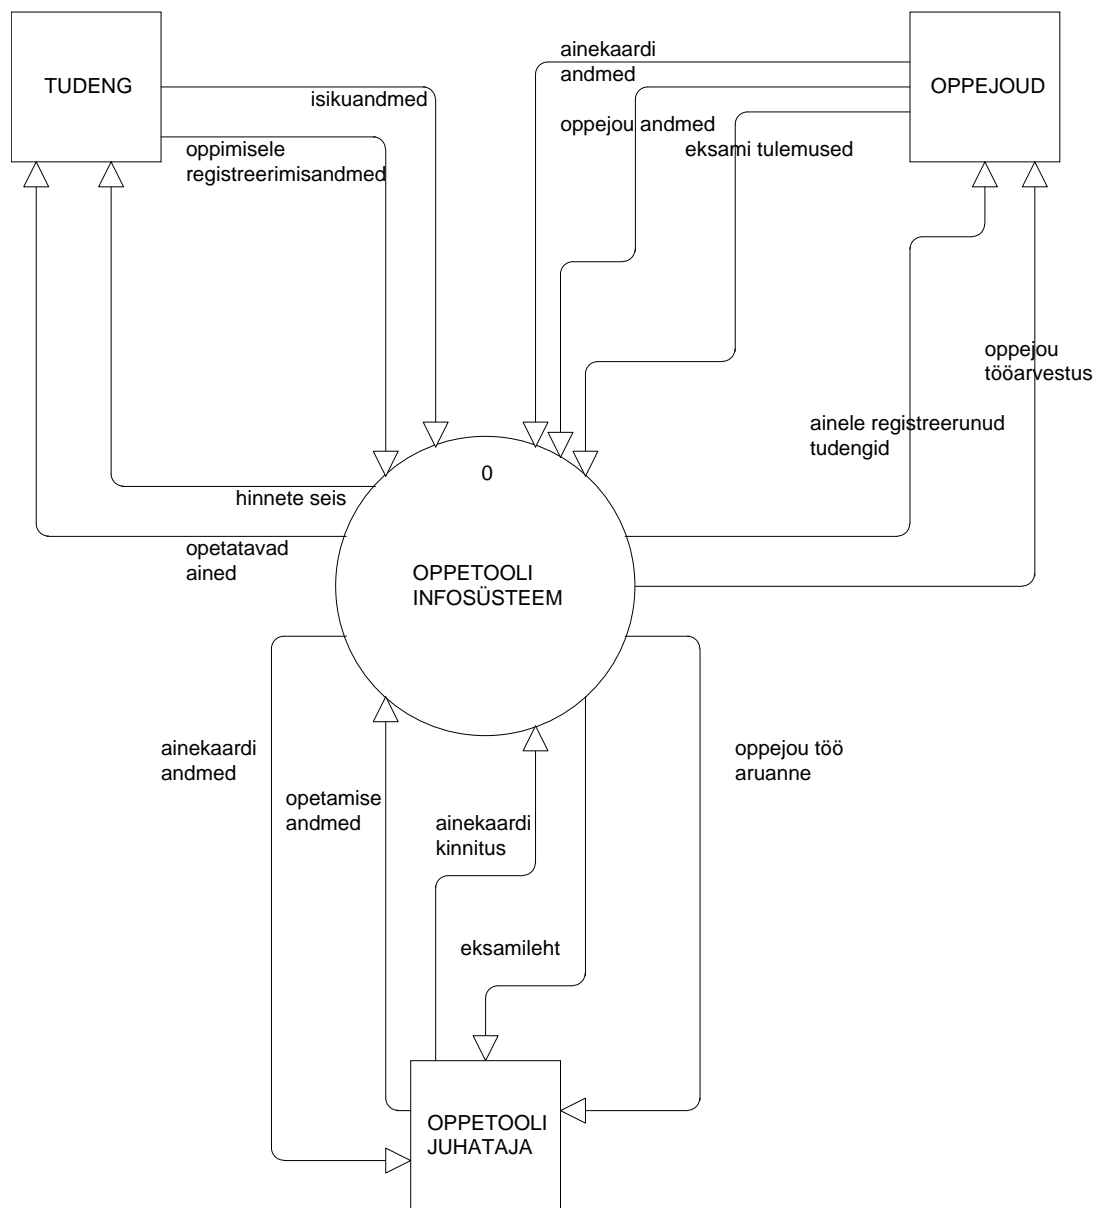 TUDENG
isikuandmed
oppimisele
registreerimisandmed
ainekaardi
andmed
oppejou andmed
eksami tulemused
OPPEJOUD
oppejou
tööarvestus
ainele registreerunud
tudengid
0
hinnete seis
opetatavad
ained
OPPETOOLI
INFOSÜSTEEM
ainekaardi
andmed
opetamise
andmed
ainekaardi
kinnitus
oppejou töö
aruanne
eksamileht
OPPETOOLI
JUHATAJA